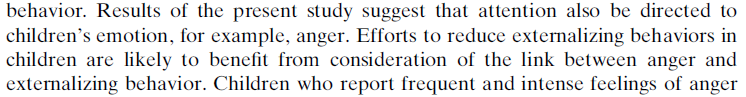 behavior. Results of the present study suggest that attention also be directed to
children’s emotion, for example, anger. Efforts to reduce externalizing behaviors in
children are likely to benefit from consideration of the link between anger and
externalizing behavior. Children who report frequent and intense feelings of anger